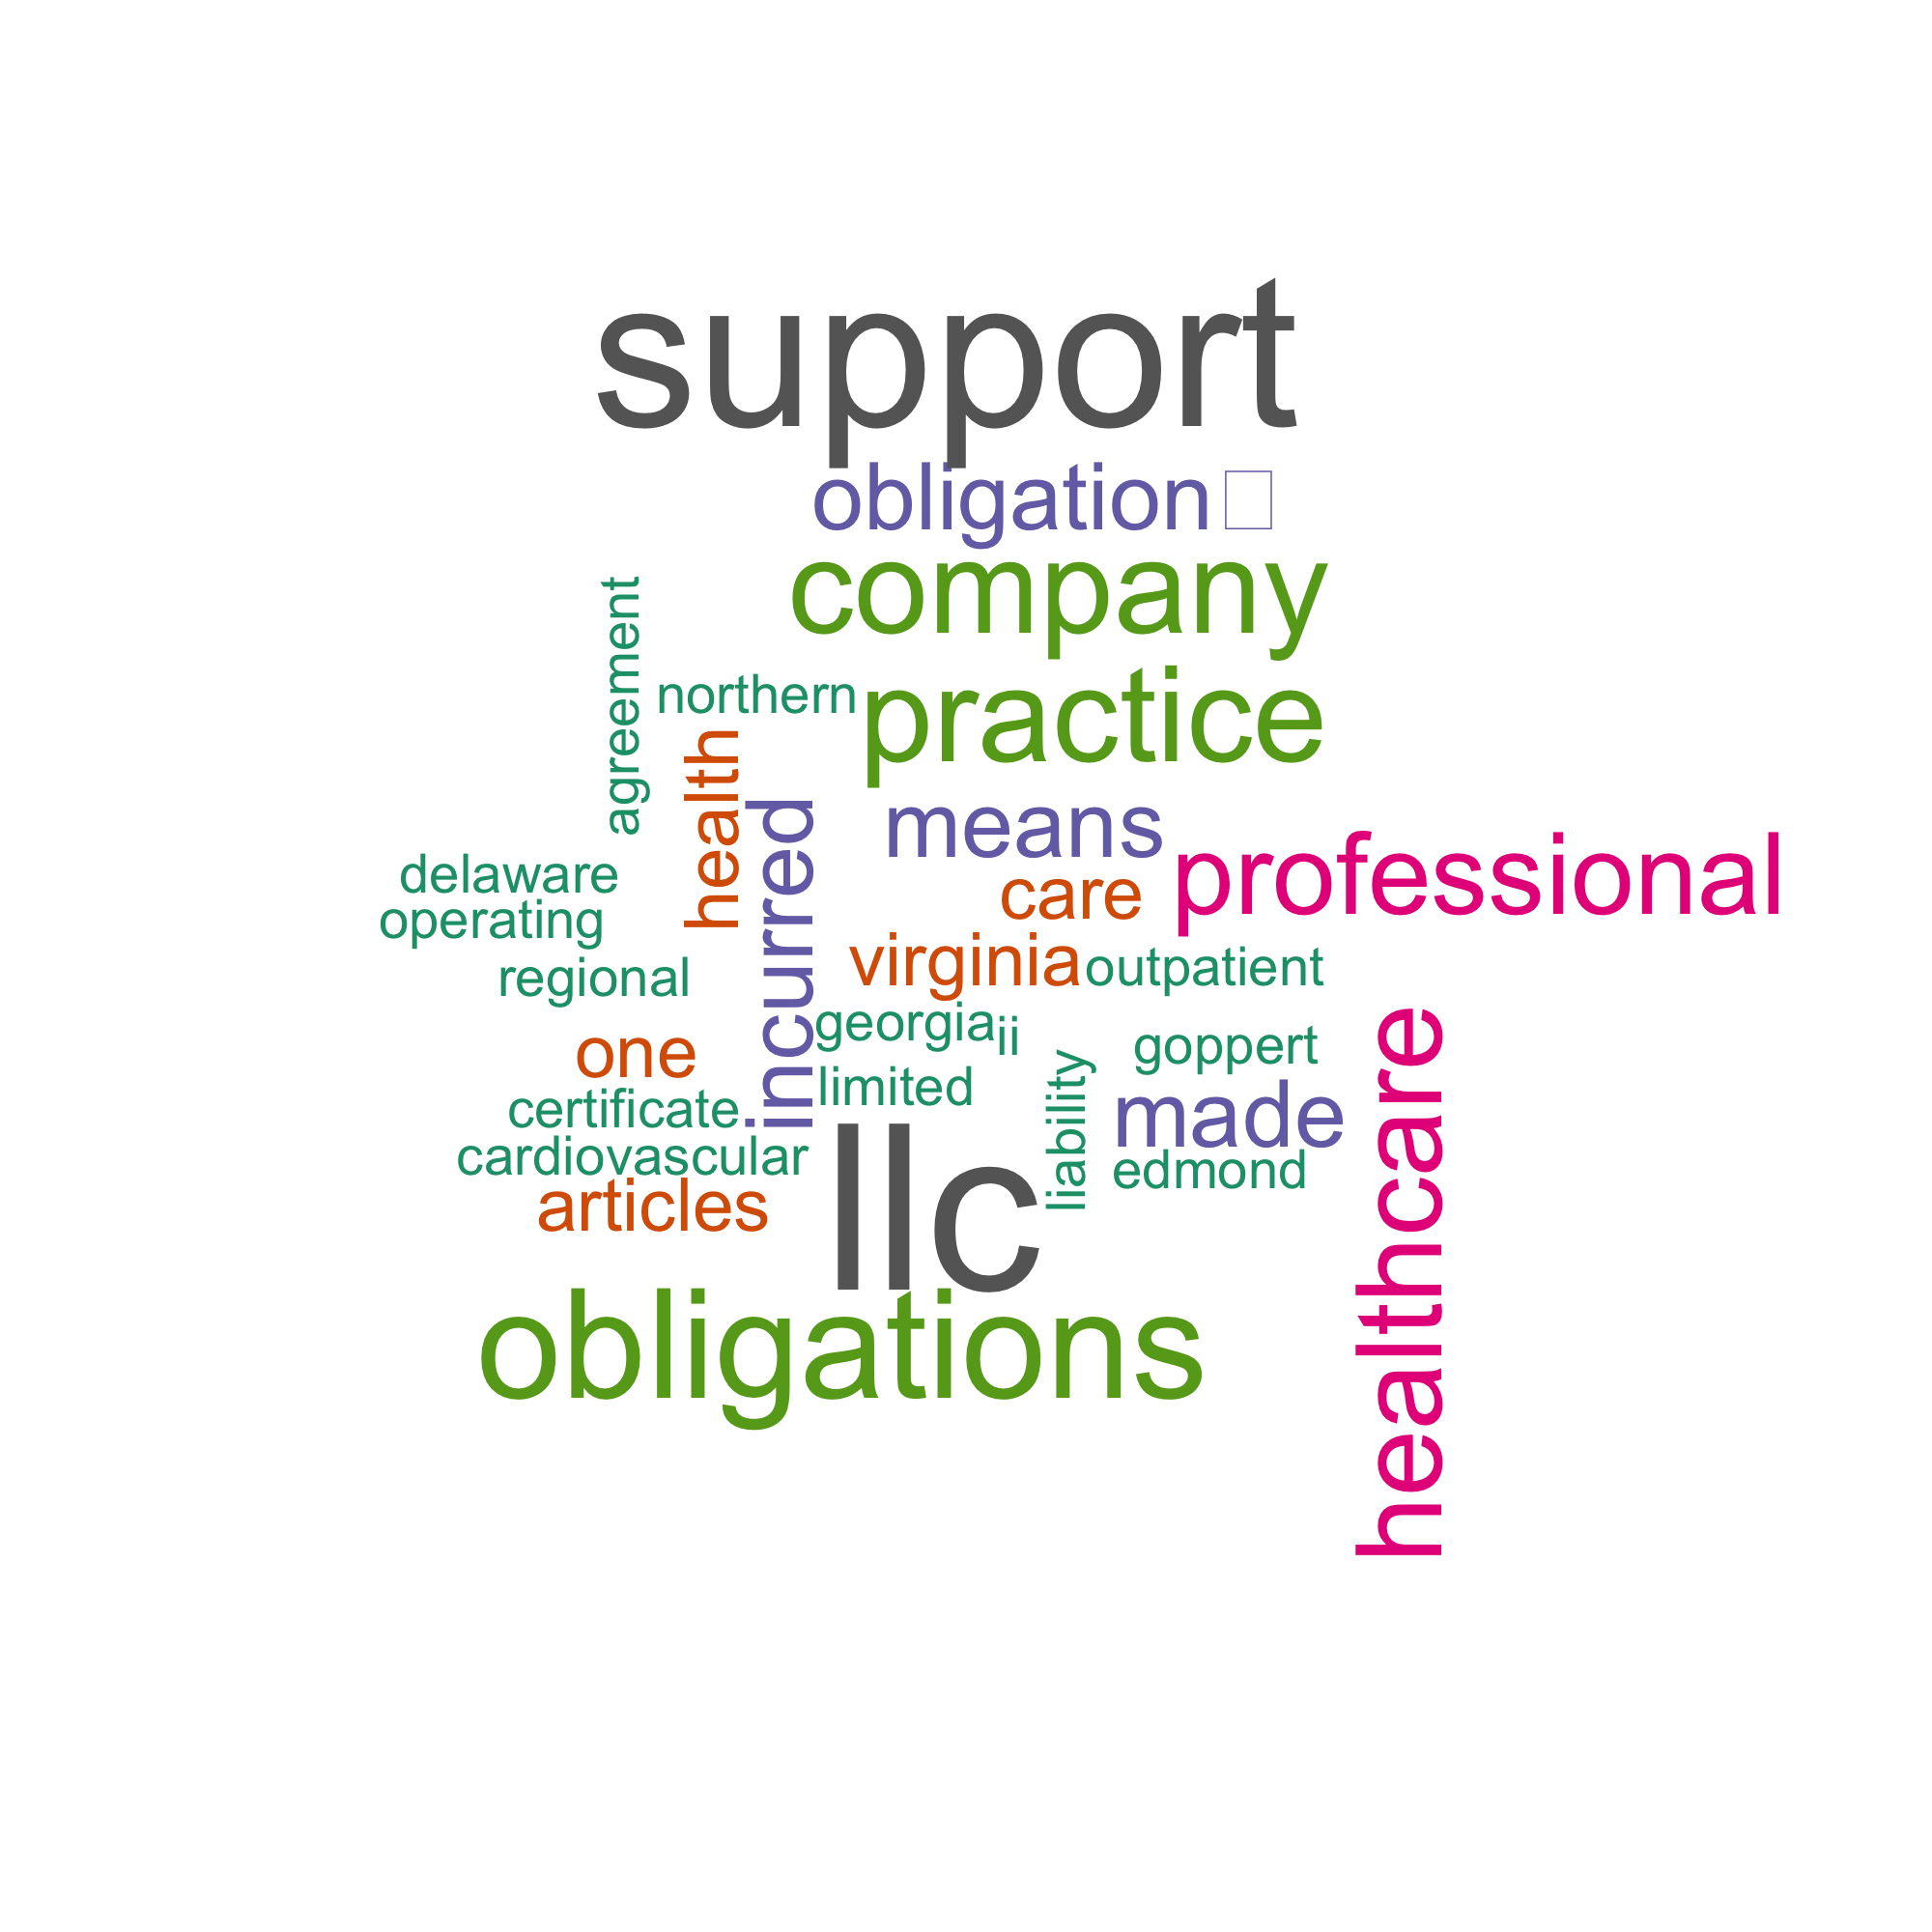 support
obligation□
company
agreement
northern
practice
health
incurred
means
professional
delaware
care
operating
virginia
outpatient
regional
georgia
ii
healthcare
goppert
one
liability
limited
made
certificate
cardiovascular
edmond
articles
llc
obligations